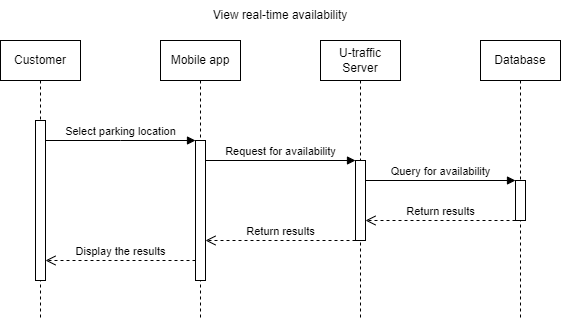 View real-time availability
Customer
Mobile app
U-traffic
Server
Database
Select parking location
Request for availability
Query for availability
Return results
Return results
Display the results